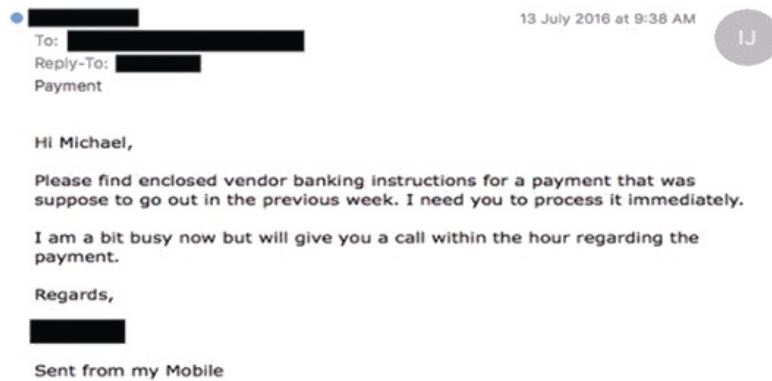 13 July 2016 at 9:38 AM
IJ
To:
Reply-To:
Payment
Hi Michael,
Please find enclosed vendor banking instructions for a payment that was
suppose to go out in the previous week. I need you to process it immediately.
I am a bit busy now but will give you a call within the hour regarding the
payment.
Regards,
Sent from my Mobile